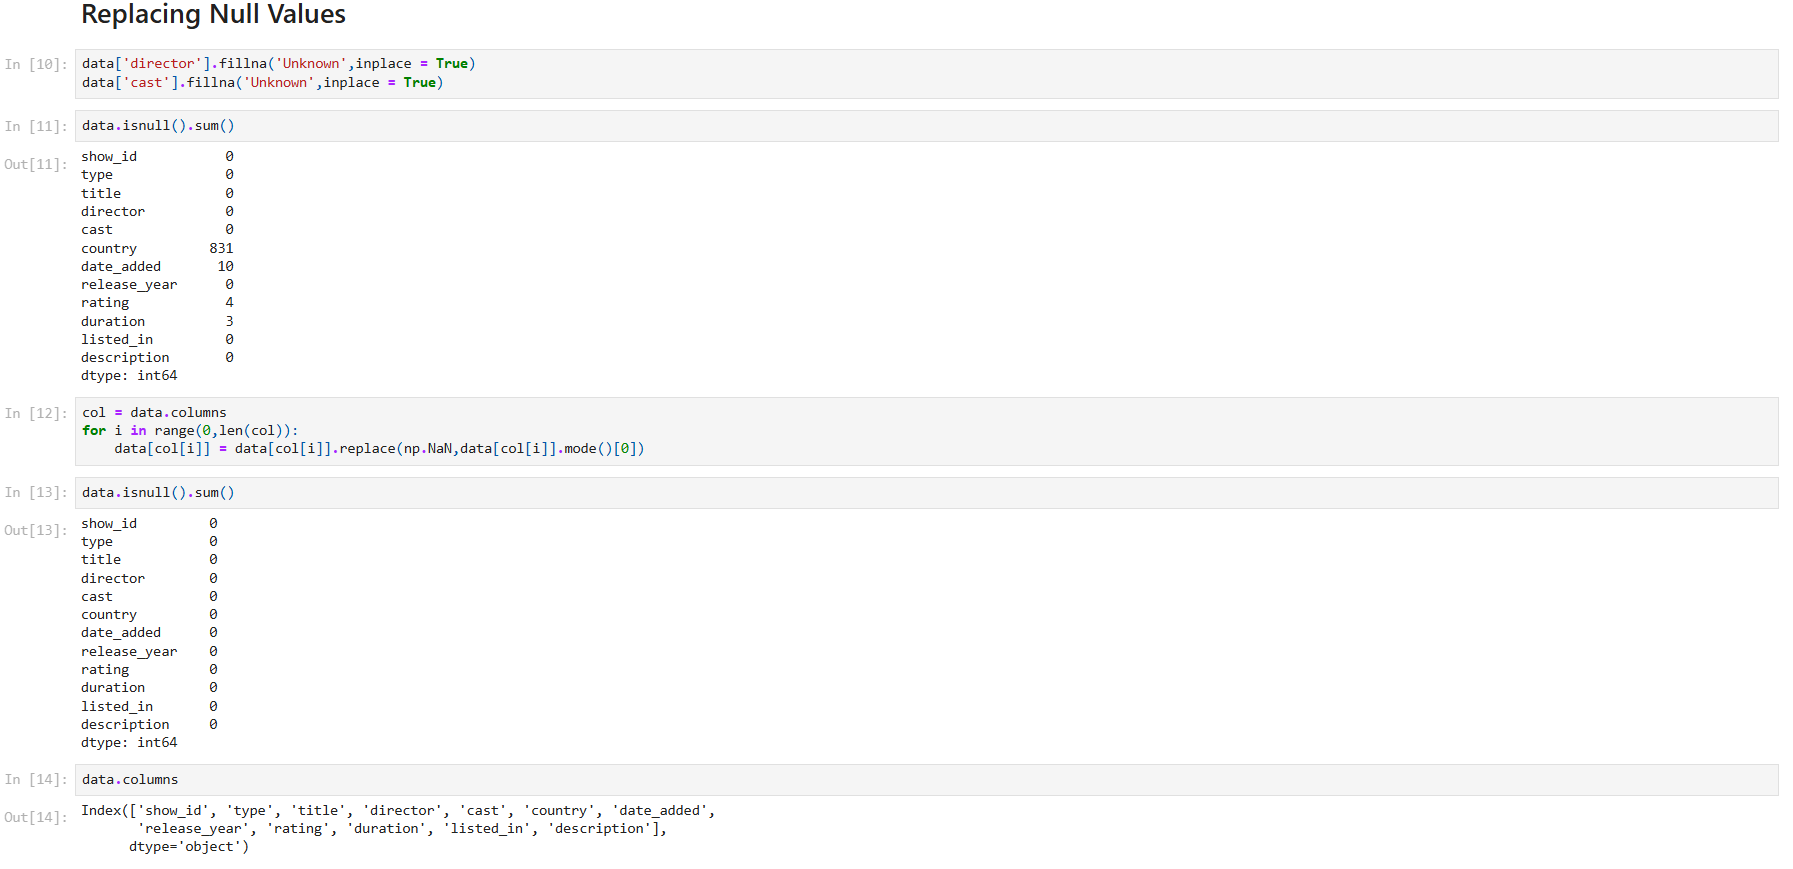 Replacing Null Values
In [10]:
data['director'].fillna('Unknown',inplace = True)
data['cast'].fillna('Unknown',inplace = True)
In [11]:
data.isnull().sum()
Out[11]:
show_id 0
type 0
title 0
director 0
cast 0
country 831
date_added 10
release_year 0
rating 4
duration 3
listed_in 0
description 0
dtype: int64
In [12]:
col = data.columns
for i in range(0,len(col)):
    data[col[i]] = data[col[i]].replace(np.NaN,data[col[i]].mode()[0])
In [13]:
data.isnull().sum()
Out[13]:
show_id 0
type 0
title 0
director 0
cast 0
country 0
date_added 0
release_year 0
rating 0
duration 0
listed_in 0
description 0
dtype: int64
In [14]:
data.columns
Out[14]:
Index(['show_id', 'type', 'title', 'director', 'cast', 'country', 'date_added',
       'release_year', 'rating', 'duration', 'listed_in', 'description'],
      dtype='object')